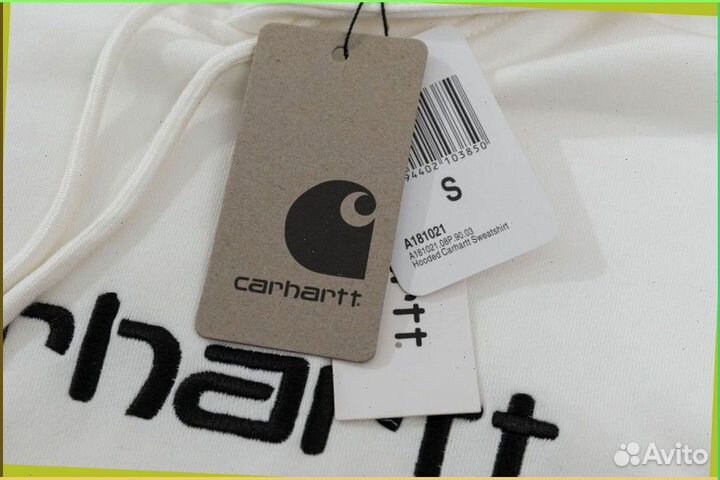 94402103850
S
A181021
A181021.08P.90.03
Hooded Carhartt Sweatshirt
carhartt.
tt.
rhartt
Avito